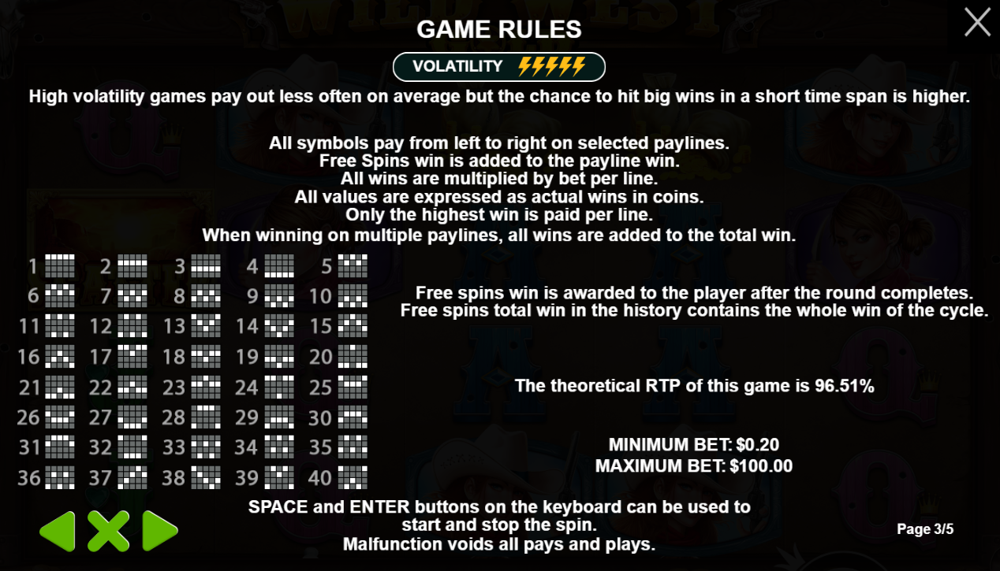 WILD WEST
GAME RULES
VOLATILITY
High volatility games pay out less often on average but the chance to hit big wins in a short time span is higher.
All symbols pay from left to right on selected paylines.
Free Spins win is added to the payline win.
All wins are multiplied by bet per line.
All values are expressed as actual wins in coins.
Only the highest win is paid per line.
When winning on multiple paylines, all wins are added to the total win.
1 2 3 4 5
6 7 8 9 10
11 12 13 14 15
16 17 18 19 20
21 22 23 24 25
26 27 28 29 30
31 32 33 34 35
36 37 38 39 40
Free spins win is awarded to the player after the round completes.
Free spins total win in the history contains the whole win of the cycle.
The theoretical RTP of this game is 96.51%
MINIMUM BET: $0.20
MAXIMUM BET: $100.00
SPACE and ENTER buttons on the keyboard can be used to
start and stop the spin.
Malfunction voids all pays and plays.
Page 3/5